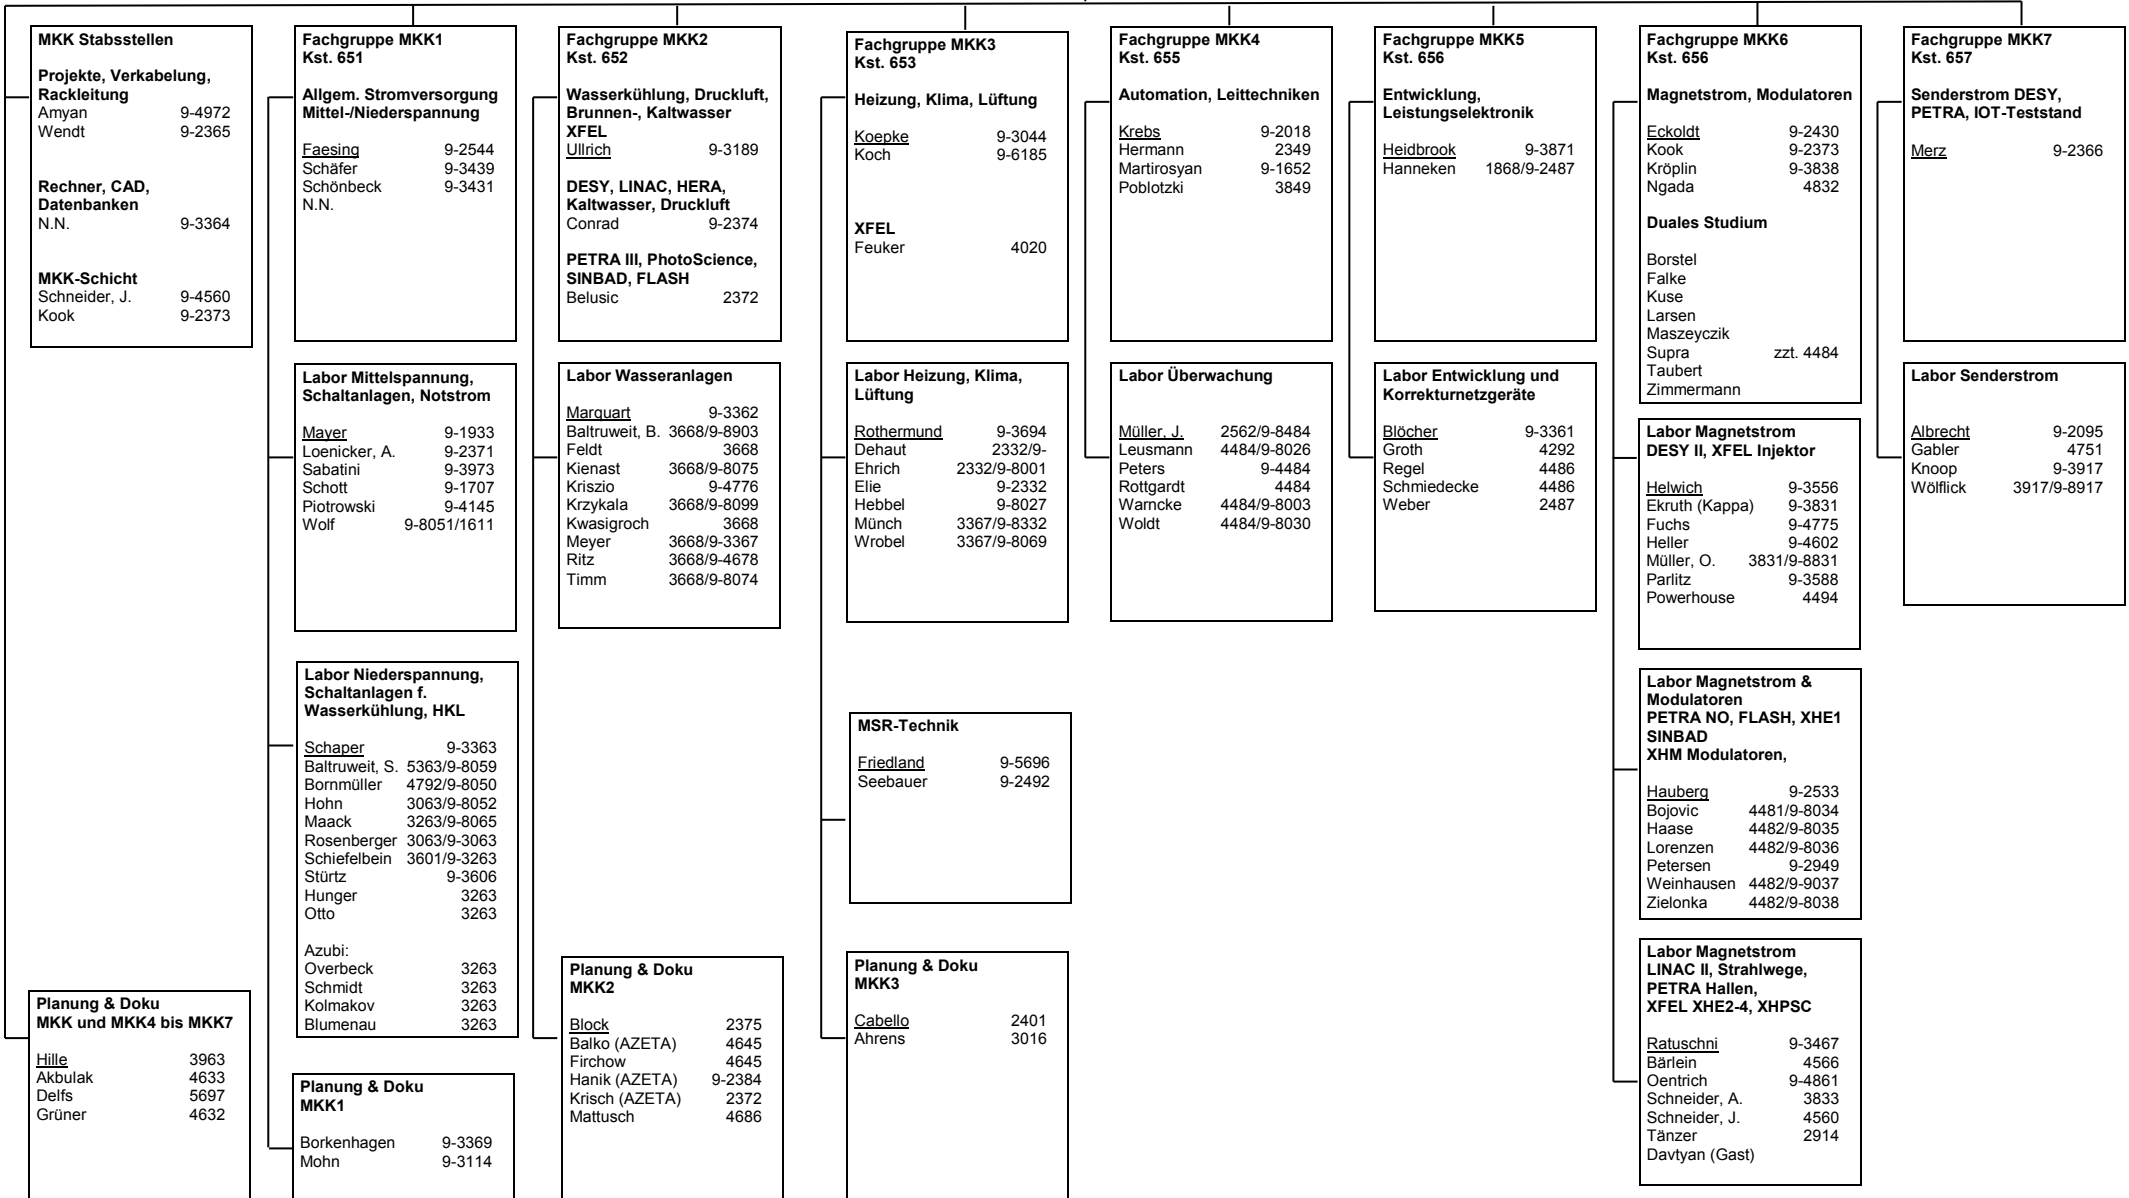 MKK Stabsstellen
Projekte, Verkabelung,
Rackleitung
Amyan 9-4972
Wendt 9-2365
Rechner, CAD,
Datenbanken
N.N. 9-3364
MKK-Schicht
Schneider, J. 9-4560
Kook 9-2373
Planung & Doku
MKK und MKK4 bis MKK7
Hille 3963
Akbulak 4633
Delfs 5697
Grüner 4632
Fachgruppe MKK1
Kst. 651
Allgem. Stromversorgung
Mittel-/Niederspannung
Faesing 9-2544
Schäfer 9-3439
Schönbeck 9-3431
N.N.
Labor Mittelspannung,
Schaltanlagen, Notstrom
Mayer 9-1933
Loenicker, A. 9-2371
Sabatini 9-3973
Schott 9-1707
Piotrowski 9-4145
Wolf 9-8051/1611
Labor Niederspannung,
Schaltanlagen f.
Wasserkühlung, HKL
Schaper 9-3363
Baltruweit, S. 5363/9-8059
Bornmüller 4792/9-8050
Hohn 3063/9-8052
Maack 3263/9-8065
Rosenberger 3063/9-3063
Schiefelbein 3601/9-3263
Stürtz 9-3606
Hunger 3263
Otto 3263
Azubi:
Overbeck 3263
Schmidt 3263
Kolmakov 3263
Blumenau 3263
Planung & Doku
MKK1
Borkenhagen 9-3369
Mohn 9-3114
Fachgruppe MKK2
Kst. 652
Wasserkühlung, Druckluft,
Brunnen-, Kaltwasser
XFEL
Ullrich 9-3189
DESY, LINAC, HERA,
Kaltwasser, Druckluft
Conrad 9-2374
PETRA III, PhotoScience,
SINBAD, FLASH
Belusic 2372
Labor Wasseranlagen
Marquart 9-3362
Baltruweit, B. 3668/9-8903
Feldt 3668
Kienast 3668/9-8075
Kriszio 9-4776
Krzykala 3668/9-8099
Kwasigroch 3668
Meyer 3668/9-3367
Ritz 3668/9-4678
Timm 3668/9-8074
Planung & Doku
MKK2
Block 2375
Balko (AZETA) 4645
Firchow 4645
Hanik (AZETA) 9-2384
Krisch (AZETA) 2372
Mattusch 4686
Fachgruppe MKK3
Kst. 653
Heizung, Klima, Lüftung
Koepke 9-3044
Koch 9-6185
XFEL
Feuker 4020
Labor Heizung, Klima,
Lüftung
Rothermund 9-3694
Dehaut 2332/9-
Ehrich 2332/9-8001
Elie 9-2332
Hebbel 9-8027
Münch 3367/9-8332
Wrobel 3367/9-8069
MSR-Technik
Friedland 9-5696
Seebauer 9-2492
Planung & Doku
MKK3
Cabello 2401
Ahrens 3016
Fachgruppe MKK4
Kst. 655
Automation, Leittechniken
Krebs 9-2018
Hermann 2349
Martirosyan 9-1652
Poblotzki 3849
Labor Überwachung
Müller, J. 2562/9-8484
Leusmann 4484/9-8026
Peters 9-4484
Rottgardt 4484
Warncke 4484/9-8003
Woldt 4484/9-8030
Fachgruppe MKK5
Kst. 656
Entwicklung,
Leistungselektronik
Heidbrook 9-3871
Hanneken 1868/9-2487
Labor Entwicklung und
Korrekturnetzgeräte
Blöcher 9-3361
Groth 4292
Regel 4486
Schmiedecke 4486
Weber 2487
Fachgruppe MKK6
Kst. 656
Magnetstrom, Modulatoren
Eckoldt 9-2430
Kook 9-2373
Kröplin 9-3838
Ngada 4832
Duales Studium
Borstel
Falke
Kuse
Larsen
Maszeyczik
Supra zzt. 4484
Taubert
Zimmermann
Labor Magnetstrom
DESY II, XFEL Injektor
Helwich 9-3556
Ekruth (Kappa) 9-3831
Fuchs 9-4775
Heller 9-4602
Müller, O. 3831/9-8831
Parlitz 9-3588
Powerhouse 4494
Labor Magnetstrom &
Modulatoren
PETRA NO, FLASH, XHE1
SINBAD
XHM Modulatoren,
Hauberg 9-2533
Bojovic 4481/9-8034
Haase 4482/9-8035
Lorenzen 4482/9-8036
Petersen 9-2949
Weinhausen 4482/9-9037
Zielonka 4482/9-8038
Labor Magnetstrom
LINAC II, Strahlwege,
PETRA Hallen,
XFEL XHE2-4, XHPSC
Ratuschni 9-3467
Bärlein 4566
Oentrich 9-4861
Schneider, A. 3833
Schneider, J. 4560
Tänzer 2914
Davtyan (Gast)
Fachgruppe MKK7
Kst. 657
Senderstrom DESY,
PETRA, IOT-Teststand
Merz 9-2366
Labor Senderstrom
Albrecht 9-2095
Gabler 4751
Knoop 9-3917
Wölflick 3917/9-8917